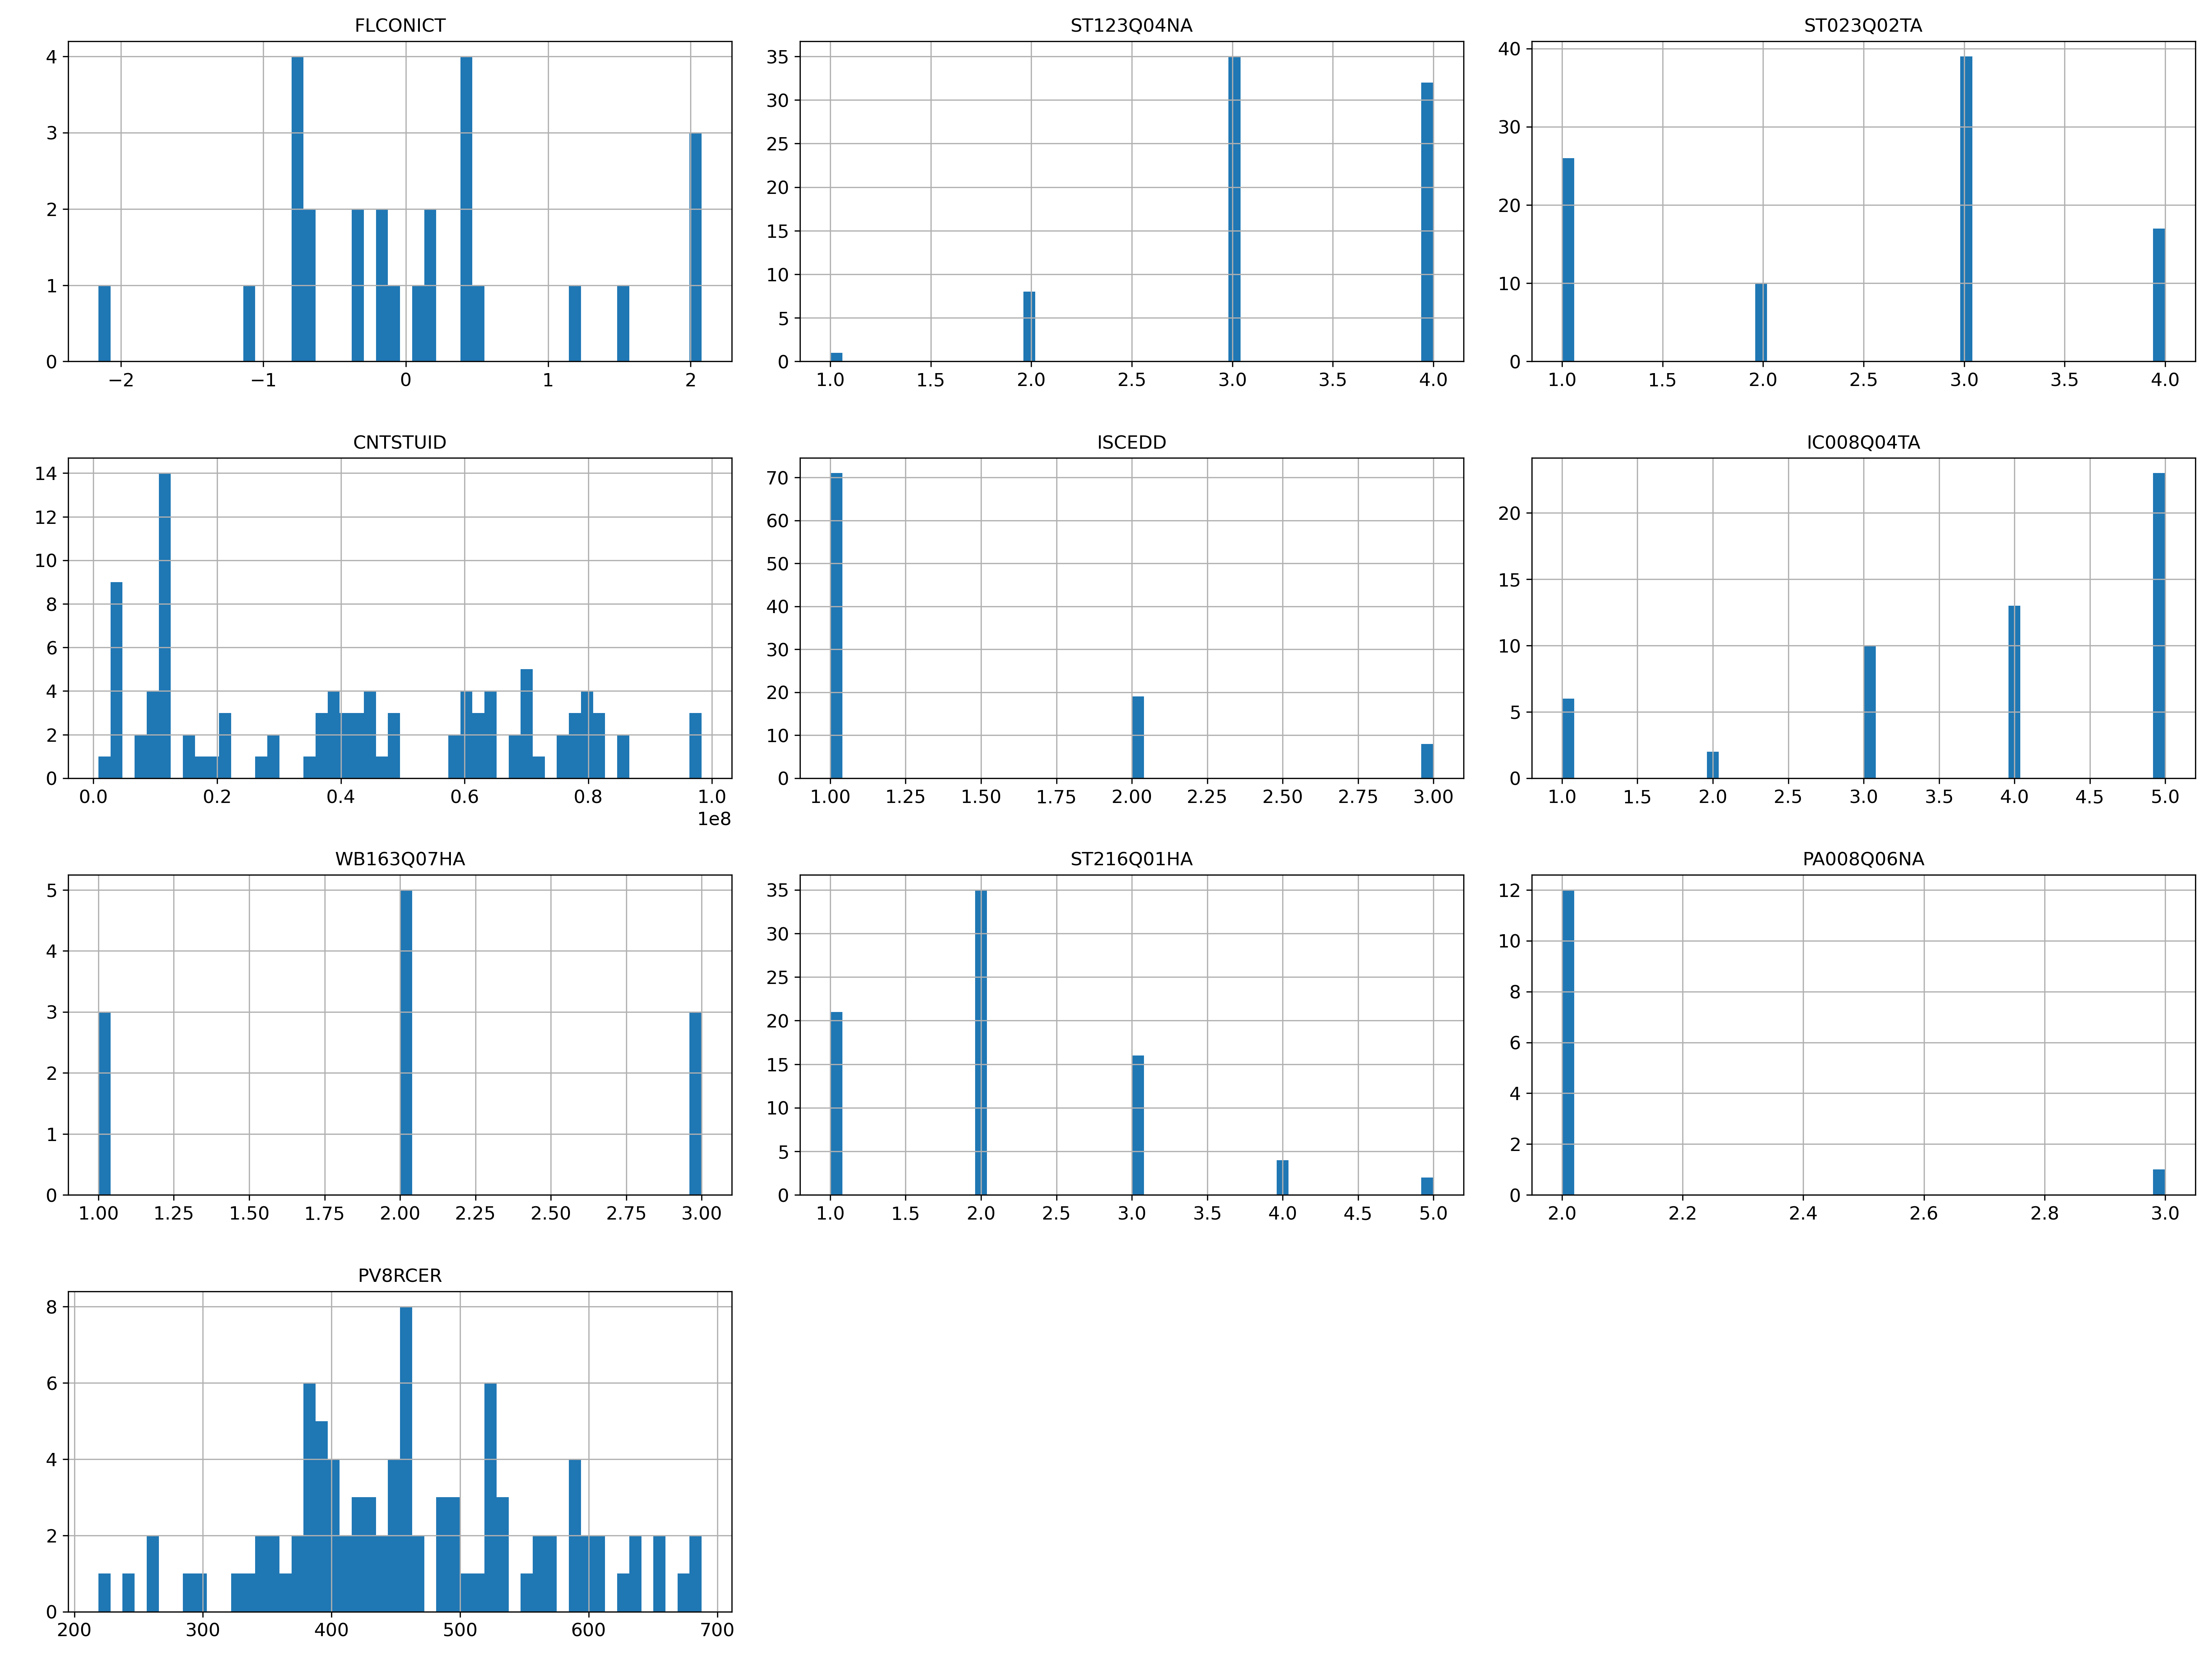 FLCONICT ST123Q04NA ST023Q02TA
4 3 2 1 0
−2 −1 0 1 2
35 30 25 20 15 10 5 0
1.0 1.5 2.0 2.5 3.0 3.5 4.0
40 30 20 10 0
1.0 1.5 2.0 2.5 3.0 3.5 4.0
CNTSTUID ISCEDD IC008Q04TA
14 12 10 8 6 4 2 0
0.0 0.2 0.4 0.6 0.8 1.0
1e8
70 60 50 40 30 20 10 0
1.00 1.25 1.50 1.75 2.00 2.25 2.50 2.75 3.00
20 15 10 5 0
1.0 1.5 2.0 2.5 3.0 3.5 4.0 4.5 5.0
WB163Q07HA ST216Q01HA PA008Q06NA
5 4 3 2 1 0
1.00 1.25 1.50 1.75 2.00 2.25 2.50 2.75 3.00
35 30 25 20 15 10 5 0
1.0 1.5 2.0 2.5 3.0 3.5 4.0 4.5 5.0
12 10 8 6 4 2 0
2.0 2.2 2.4 2.6 2.8 3.0
PV8RCER
8 6 4 2 0
200 300 400 500 600 700